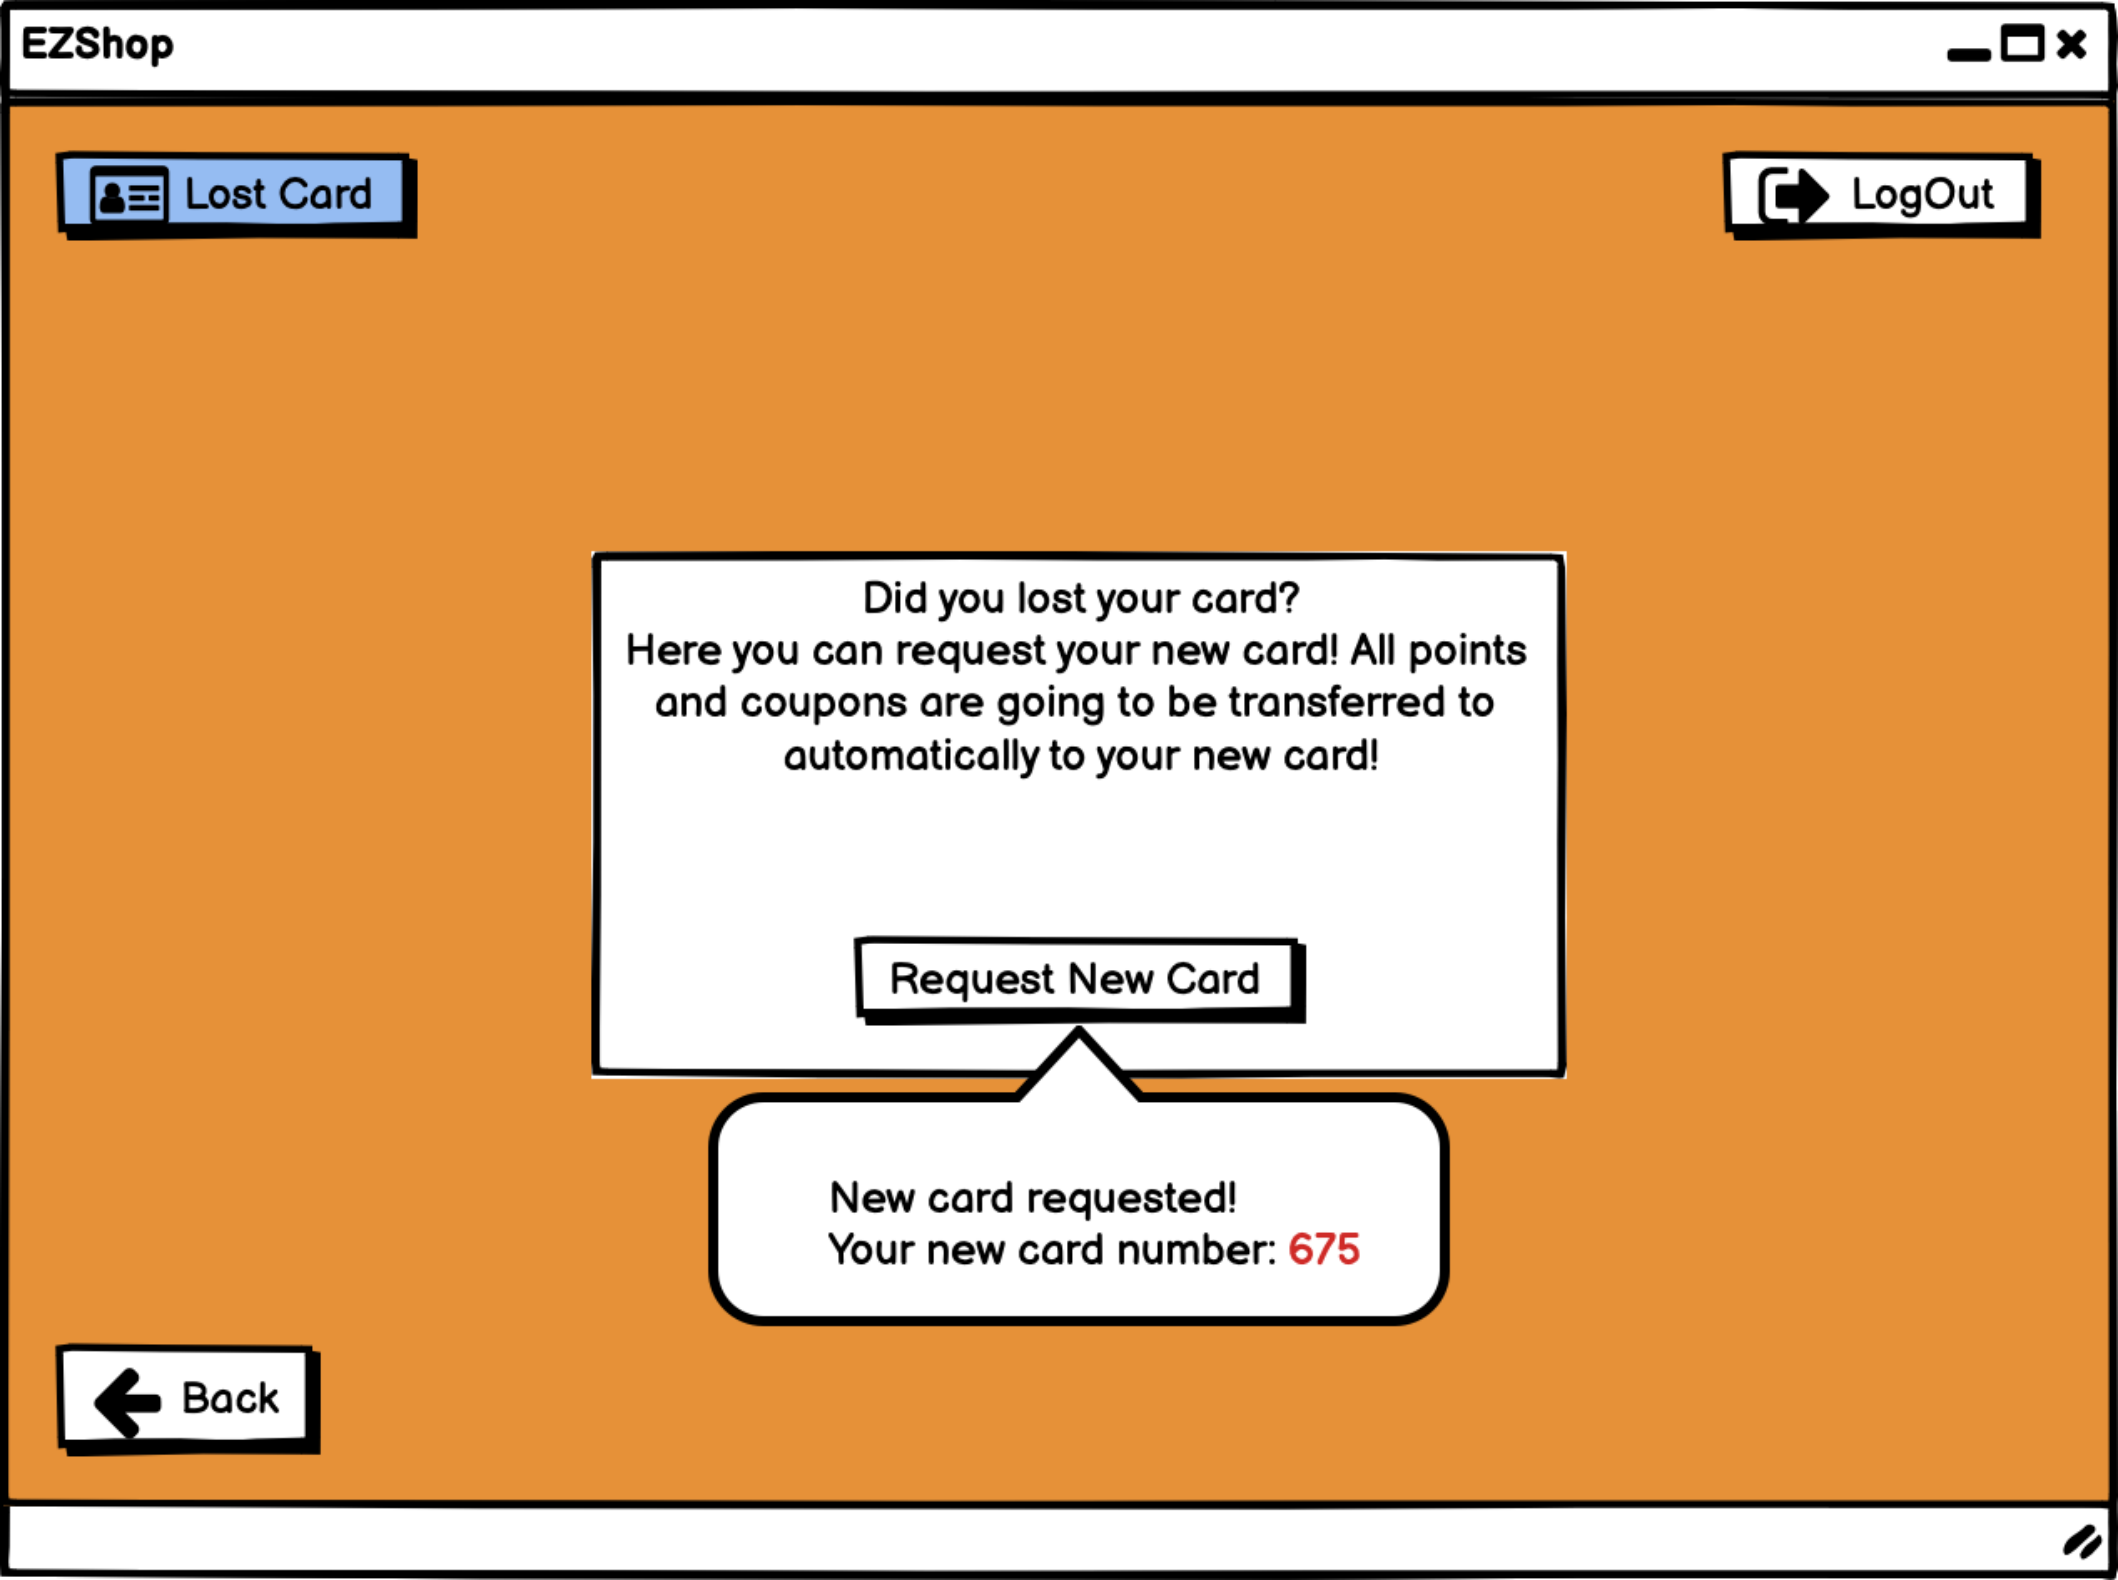 EZShop
Lost Card
LogOut
Did you lost your card?
Here you can request your new card! All points
and coupons are going to be transferred to
automatically to your new card!
Request New Card
New card requested!
Your new card number: 675
Back